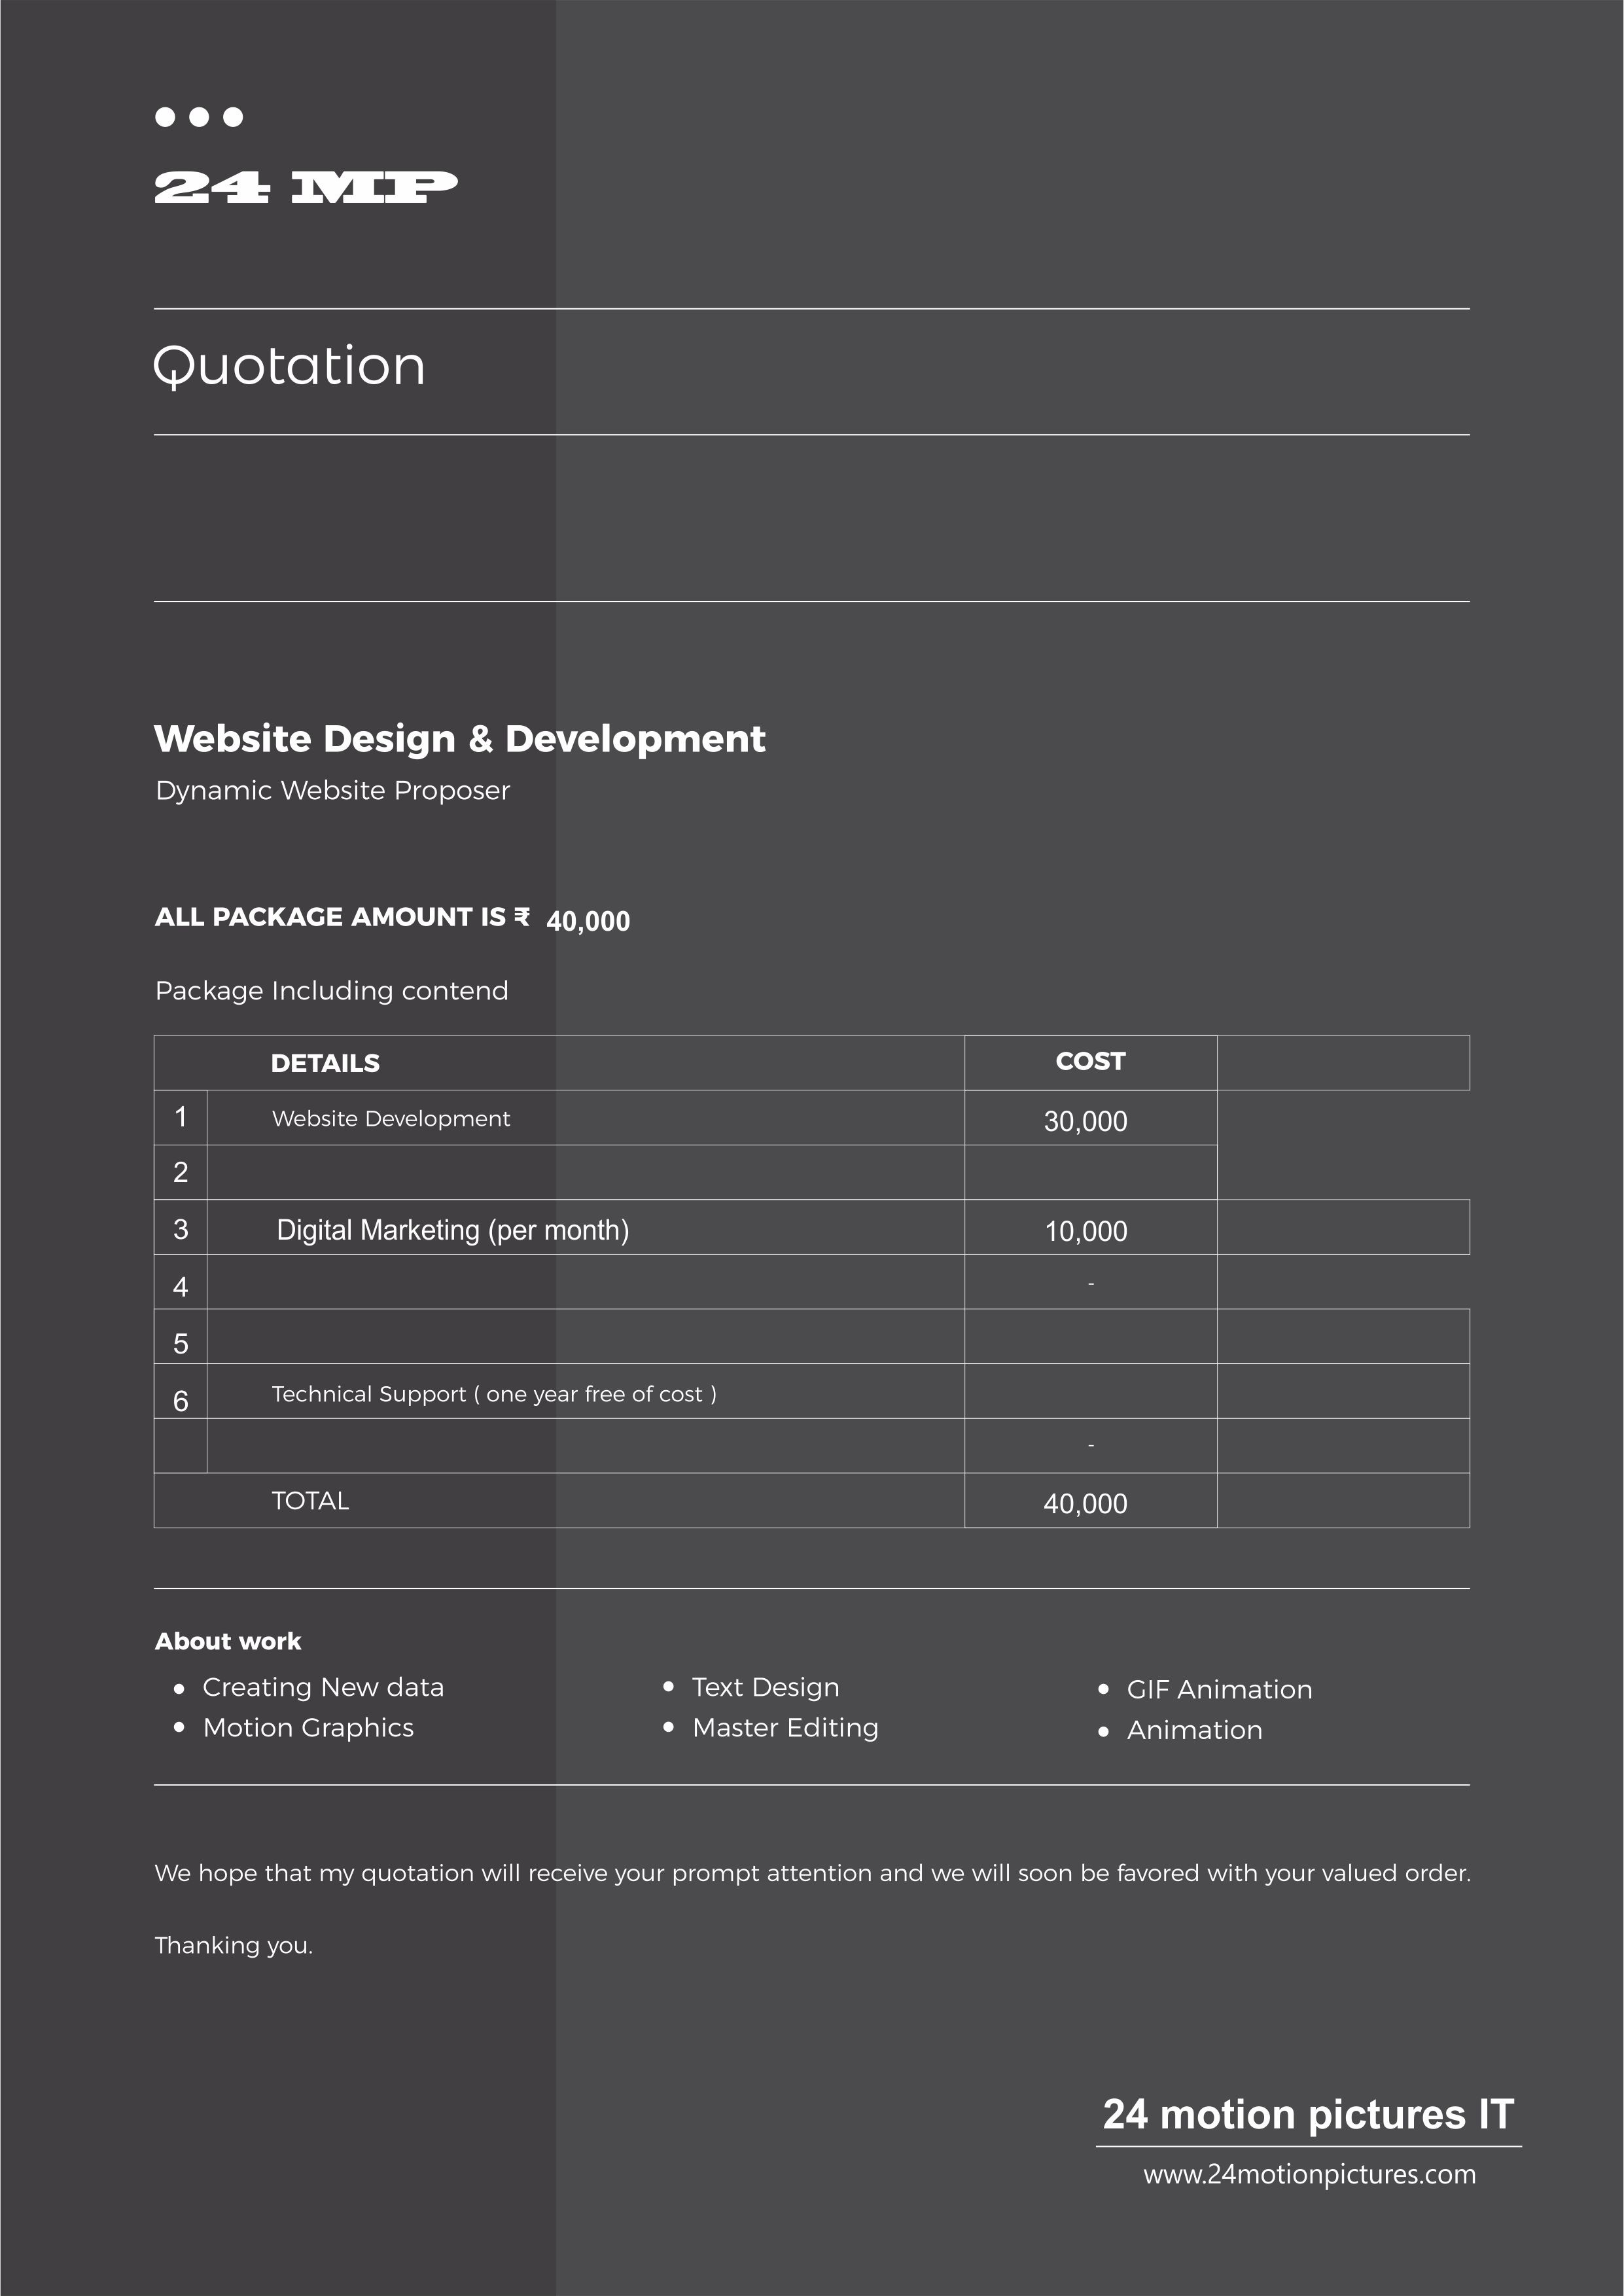 24 MP
Quotation
Website Design & Development
Dynamic Website Proposer
ALL PACKAGE AMOUNT IS ₹ 40,000
Package Including contend
DETAILS COST
1 Website Development 30,000
2
3 Digital Marketing (per month) 10,000
4 -
5
6 Technical Support ( one year free of cost )
-
TOTAL 40,000
About work
• Creating New data • Text Design • GIF Animation
• Motion Graphics • Master Editing • Animation
We hope that my quotation will receive your prompt attention and we will soon be favored with your valued order.
Thanking you.
24 motion pictures IT
www.24motionpictures.com